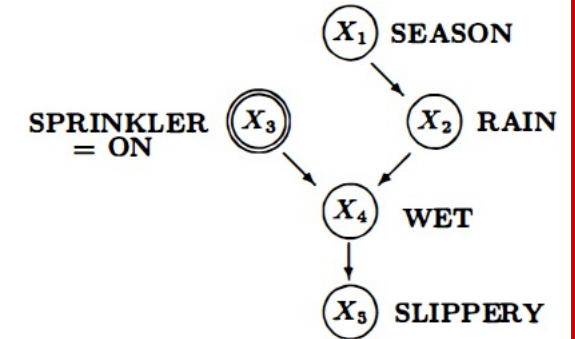 X₁ SEASON
SPRINKLER X₃ X₂ RAIN
= ON
X₄ WET
X₅ SLIPPERY